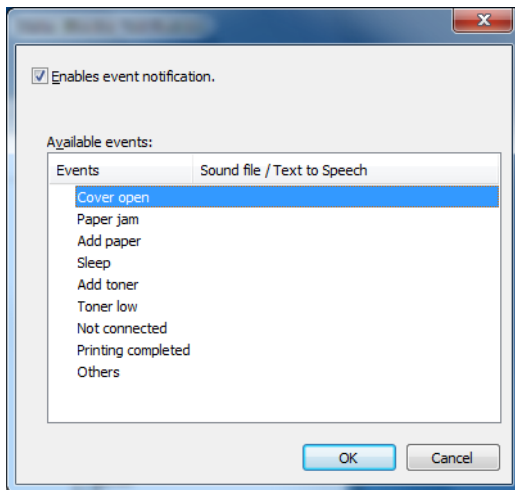 Enables event notification.
Available events:
Events Sound file / Text to Speech
Cover open
Paper jam
Add paper
Sleep
Add toner
Toner low
Not connected
Printing completed
Others
OK Cancel